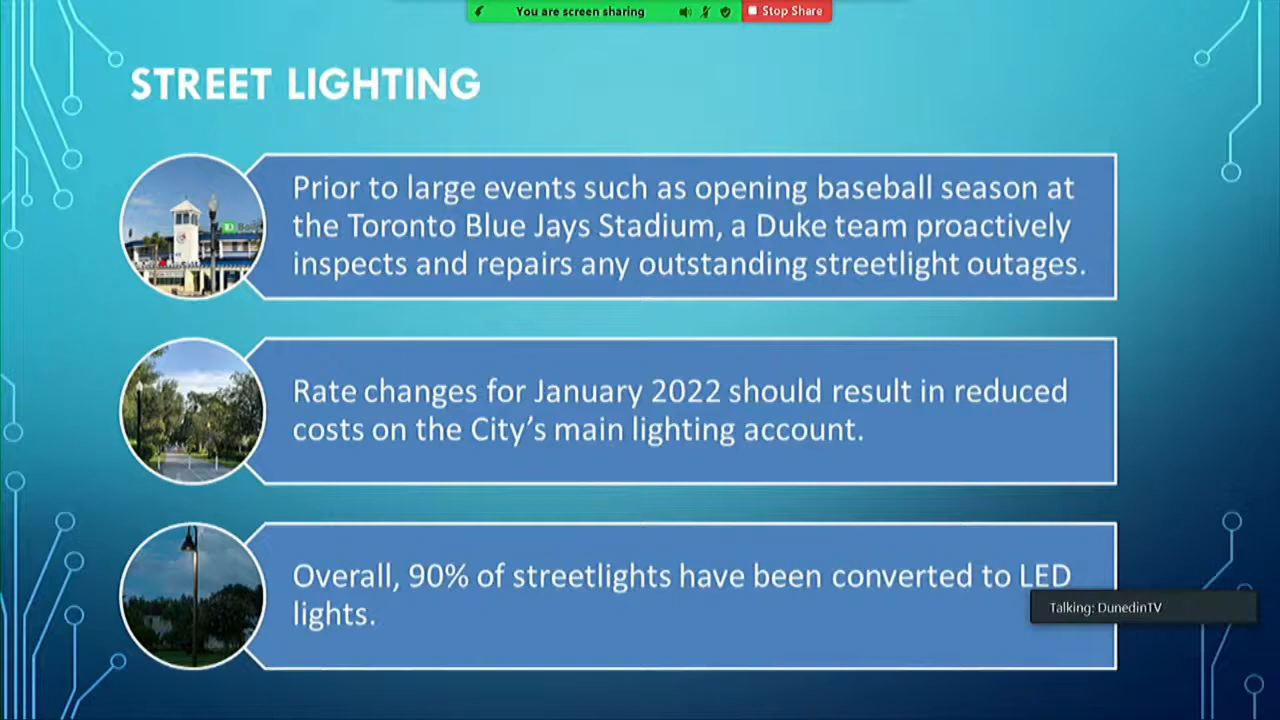 You are screen sharing
Stop Share
STREET LIGHTING
Prior to large events such as opening baseball season at
the Toronto Blue Jays Stadium, a Duke team proactively
inspects and repairs any outstanding streetlight outages.
Rate changes for January 2022 should result in reduced
costs on the City’s main lighting account.
Overall, 90% of streetlights have been converted to LED
lights.
Talking: DunedinTV